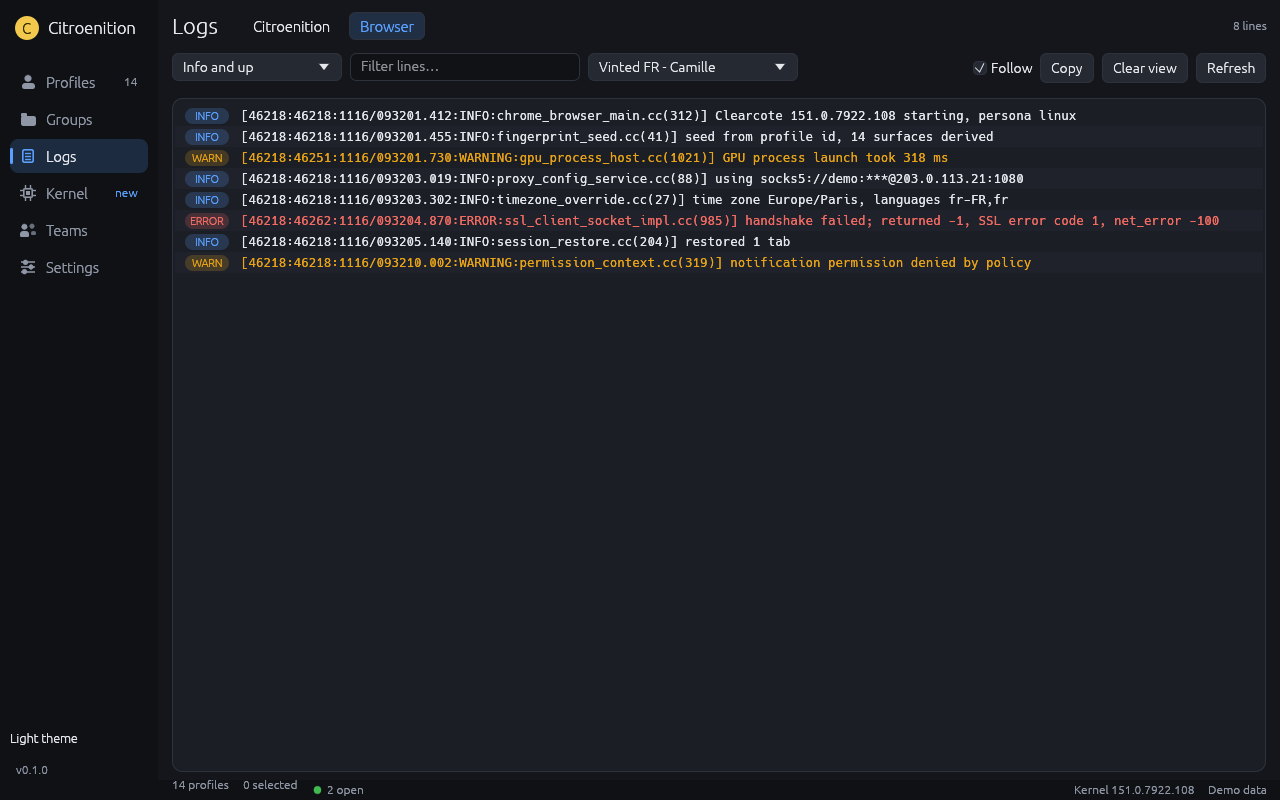 C Citroenition
Logs Citroenition Browser 8 lines
Info and up Filter lines... Vinted FR - Camille Follow Copy Clear view Refresh
Profiles 14
Groups
Logs
Kernel new
Teams
Settings
INFO [46218:46218:1116/093201.412:INFO:chrome_browser_main.cc(312)] Clearcote 151.0.7922.108 starting, persona linux
INFO [46218:46218:1116/093201.455:INFO:fingerprint_seed.cc(41)] seed from profile id, 14 surfaces derived
WARN [46218:46251:1116/093201.730:WARNING:gpu_process_host.cc(1021)] GPU process launch took 318 ms
INFO [46218:46218:1116/093203.019:INFO:proxy_config_service.cc(88)] using socks5://demo:***@203.0.113.21:1080
INFO [46218:46218:1116/093203.302:INFO:timezone_override.cc(27)] time zone Europe/Paris, languages fr-FR,fr
ERROR [46218:46262:1116/093204.870:ERROR:ssl_client_socket_impl.cc(985)] handshake failed; returned -1, SSL error code 1, net_error -100
INFO [46218:46218:1116/093205.140:INFO:session_restore.cc(204)] restored 1 tab
WARN [46218:46218:1116/093210.002:WARNING:permission_context.cc(319)] notification permission denied by policy
Light theme
v0.1.0
14 profiles 0 selected 2 open Kernel 151.0.7922.108 Demo data